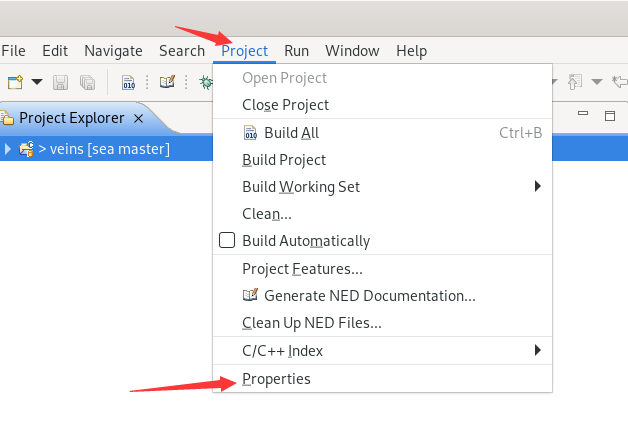 File Edit Navigate Search Project Run Window Help
Project Explorer
> veins [sea master]
Open Project
Close Project
Build All Ctrl+B
Build Project
Build Working Set
Clean...
Build Automatically
Project Features...
Generate NED Documentation...
Clean Up NED Files...
C/C++ Index
Properties